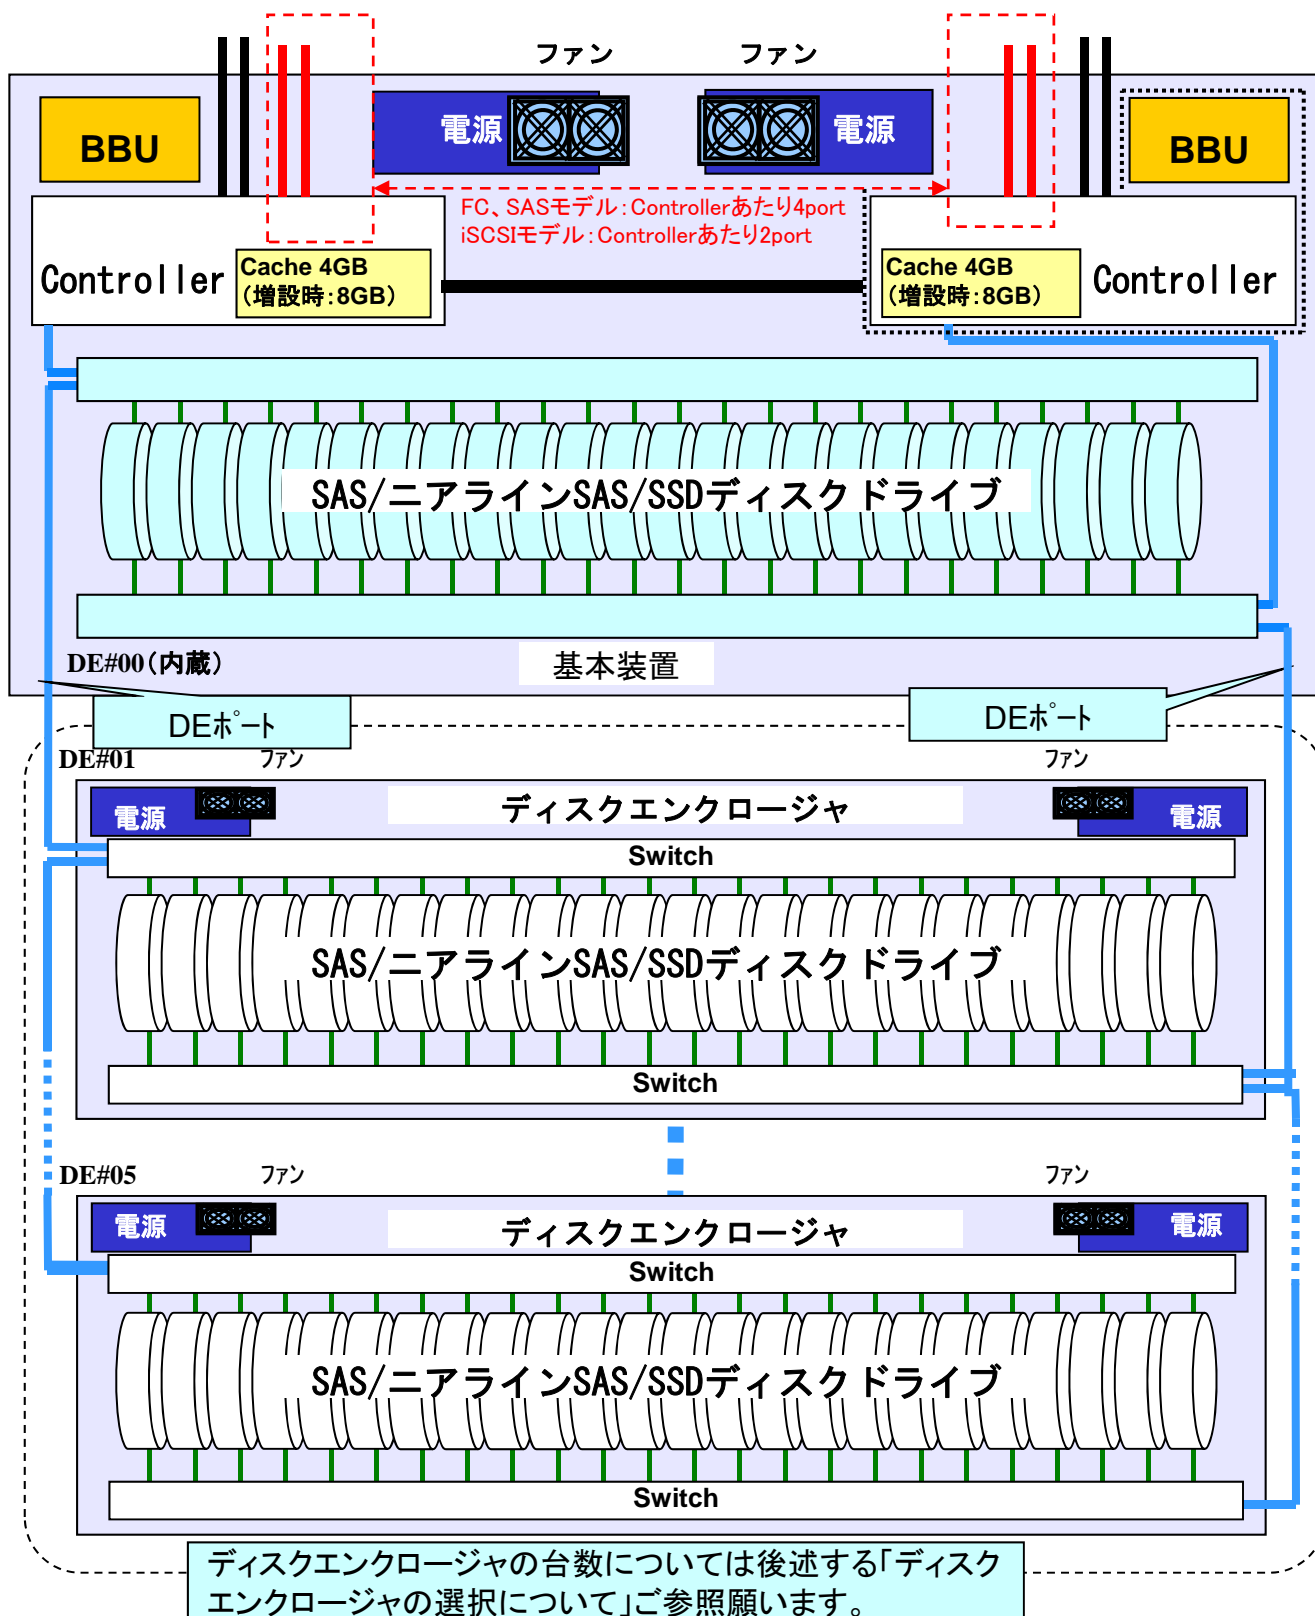 ファン
ファン
BBU
電源
電源
BBU
FC、SASモデル：Controllerあたり4port
iSCSIモデル：Controllerあたり2port
Controller
Cache 4GB
（増設時：8GB）
Cache 4GB
（増設時：8GB）
Controller
SAS/ニアラインSAS/SSDディスクドライブ
DE#00（内蔵）
基本装置
DEﾎﾟｰﾄ
DEﾎﾟｰﾄ
DE#01
ﾌｧﾝ
ﾌｧﾝ
電源
ディスクエンクロージャ
電源
Switch
SAS/ニアラインSAS/SSDディスクドライブ
Switch
DE#05
ﾌｧﾝ
ﾌｧﾝ
電源
ディスクエンクロージャ
電源
Switch
SAS/ニアラインSAS/SSDディスクドライブ
Switch
ディスクエンクロージャの台数については後述する「ディスク
エンクロージャの選択について」ご参照願います。